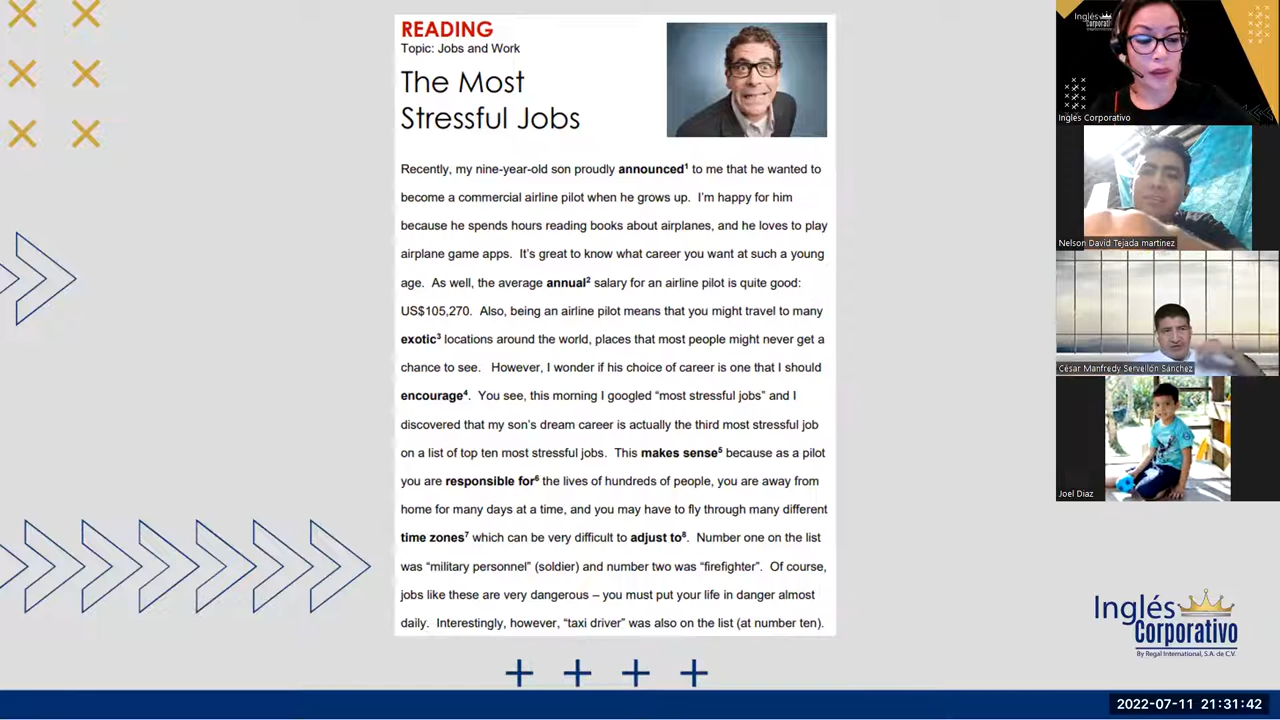 READING
Topic: Jobs and Work
The Most
Stressful Jobs
Recently, my nine-year-old son proudly announced¹ to me that he wanted to
become a commercial airline pilot when he grows up. I'm happy for him
because he spends hours reading books about airplanes, and he loves to play
airplane game apps. It's great to know what career you want at such a young
age. As well, the average annual² salary for an airline pilot is quite good:
US$105,270. Also, being an airline pilot means that you might travel to many
exotic³ locations around the world, places that most people might never get a
chance to see. However, I wonder if his choice of career is one that I should
encourage⁴. You see, this morning I googled “most stressful jobs” and I
discovered that my son's dream career is actually the third most stressful job
on a list of top ten most stressful jobs. This makes sense⁵ because as a pilot
you are responsible for⁶ the lives of hundreds of people, you are away from
home for many days at a time, and you may have to fly through many different
time zones⁷ which can be very difficult to adjust to⁸. Number one on the list
was “military personnel” (soldier) and number two was “firefighter”. Of course,
jobs like these are very dangerous – you must put your life in danger almost
daily. Interestingly, however, “taxi driver” was also on the list (at number ten).
Inglés
Corporativo
Inglés Corporativo
Nelson David Tejada martinez
César Manfredy Servellón Sánchez
Joel Diaz
Inglés
Corporativo
By Regal International, S.A. de C.V.
2022-07-11 21:31:42